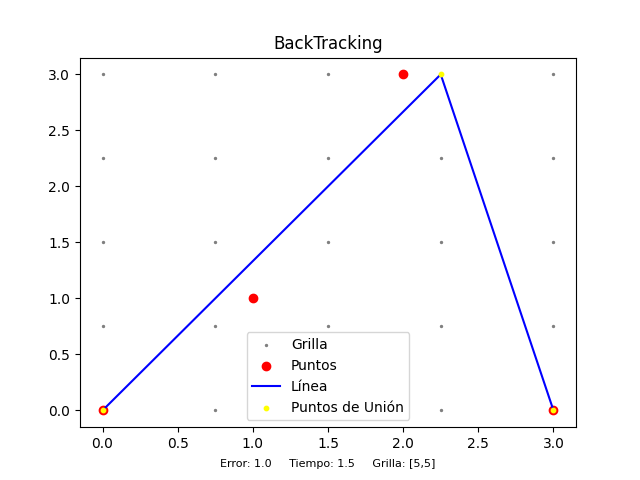 BackTracking
3.0
2.5
2.0
1.5
1.0
0.5
0.0
Grilla
Puntos
Línea
Puntos de Unión
0.0 0.5 1.0 1.5 2.0 2.5 3.0
Error: 1.0 Tiempo: 1.5 Grilla: [5,5]